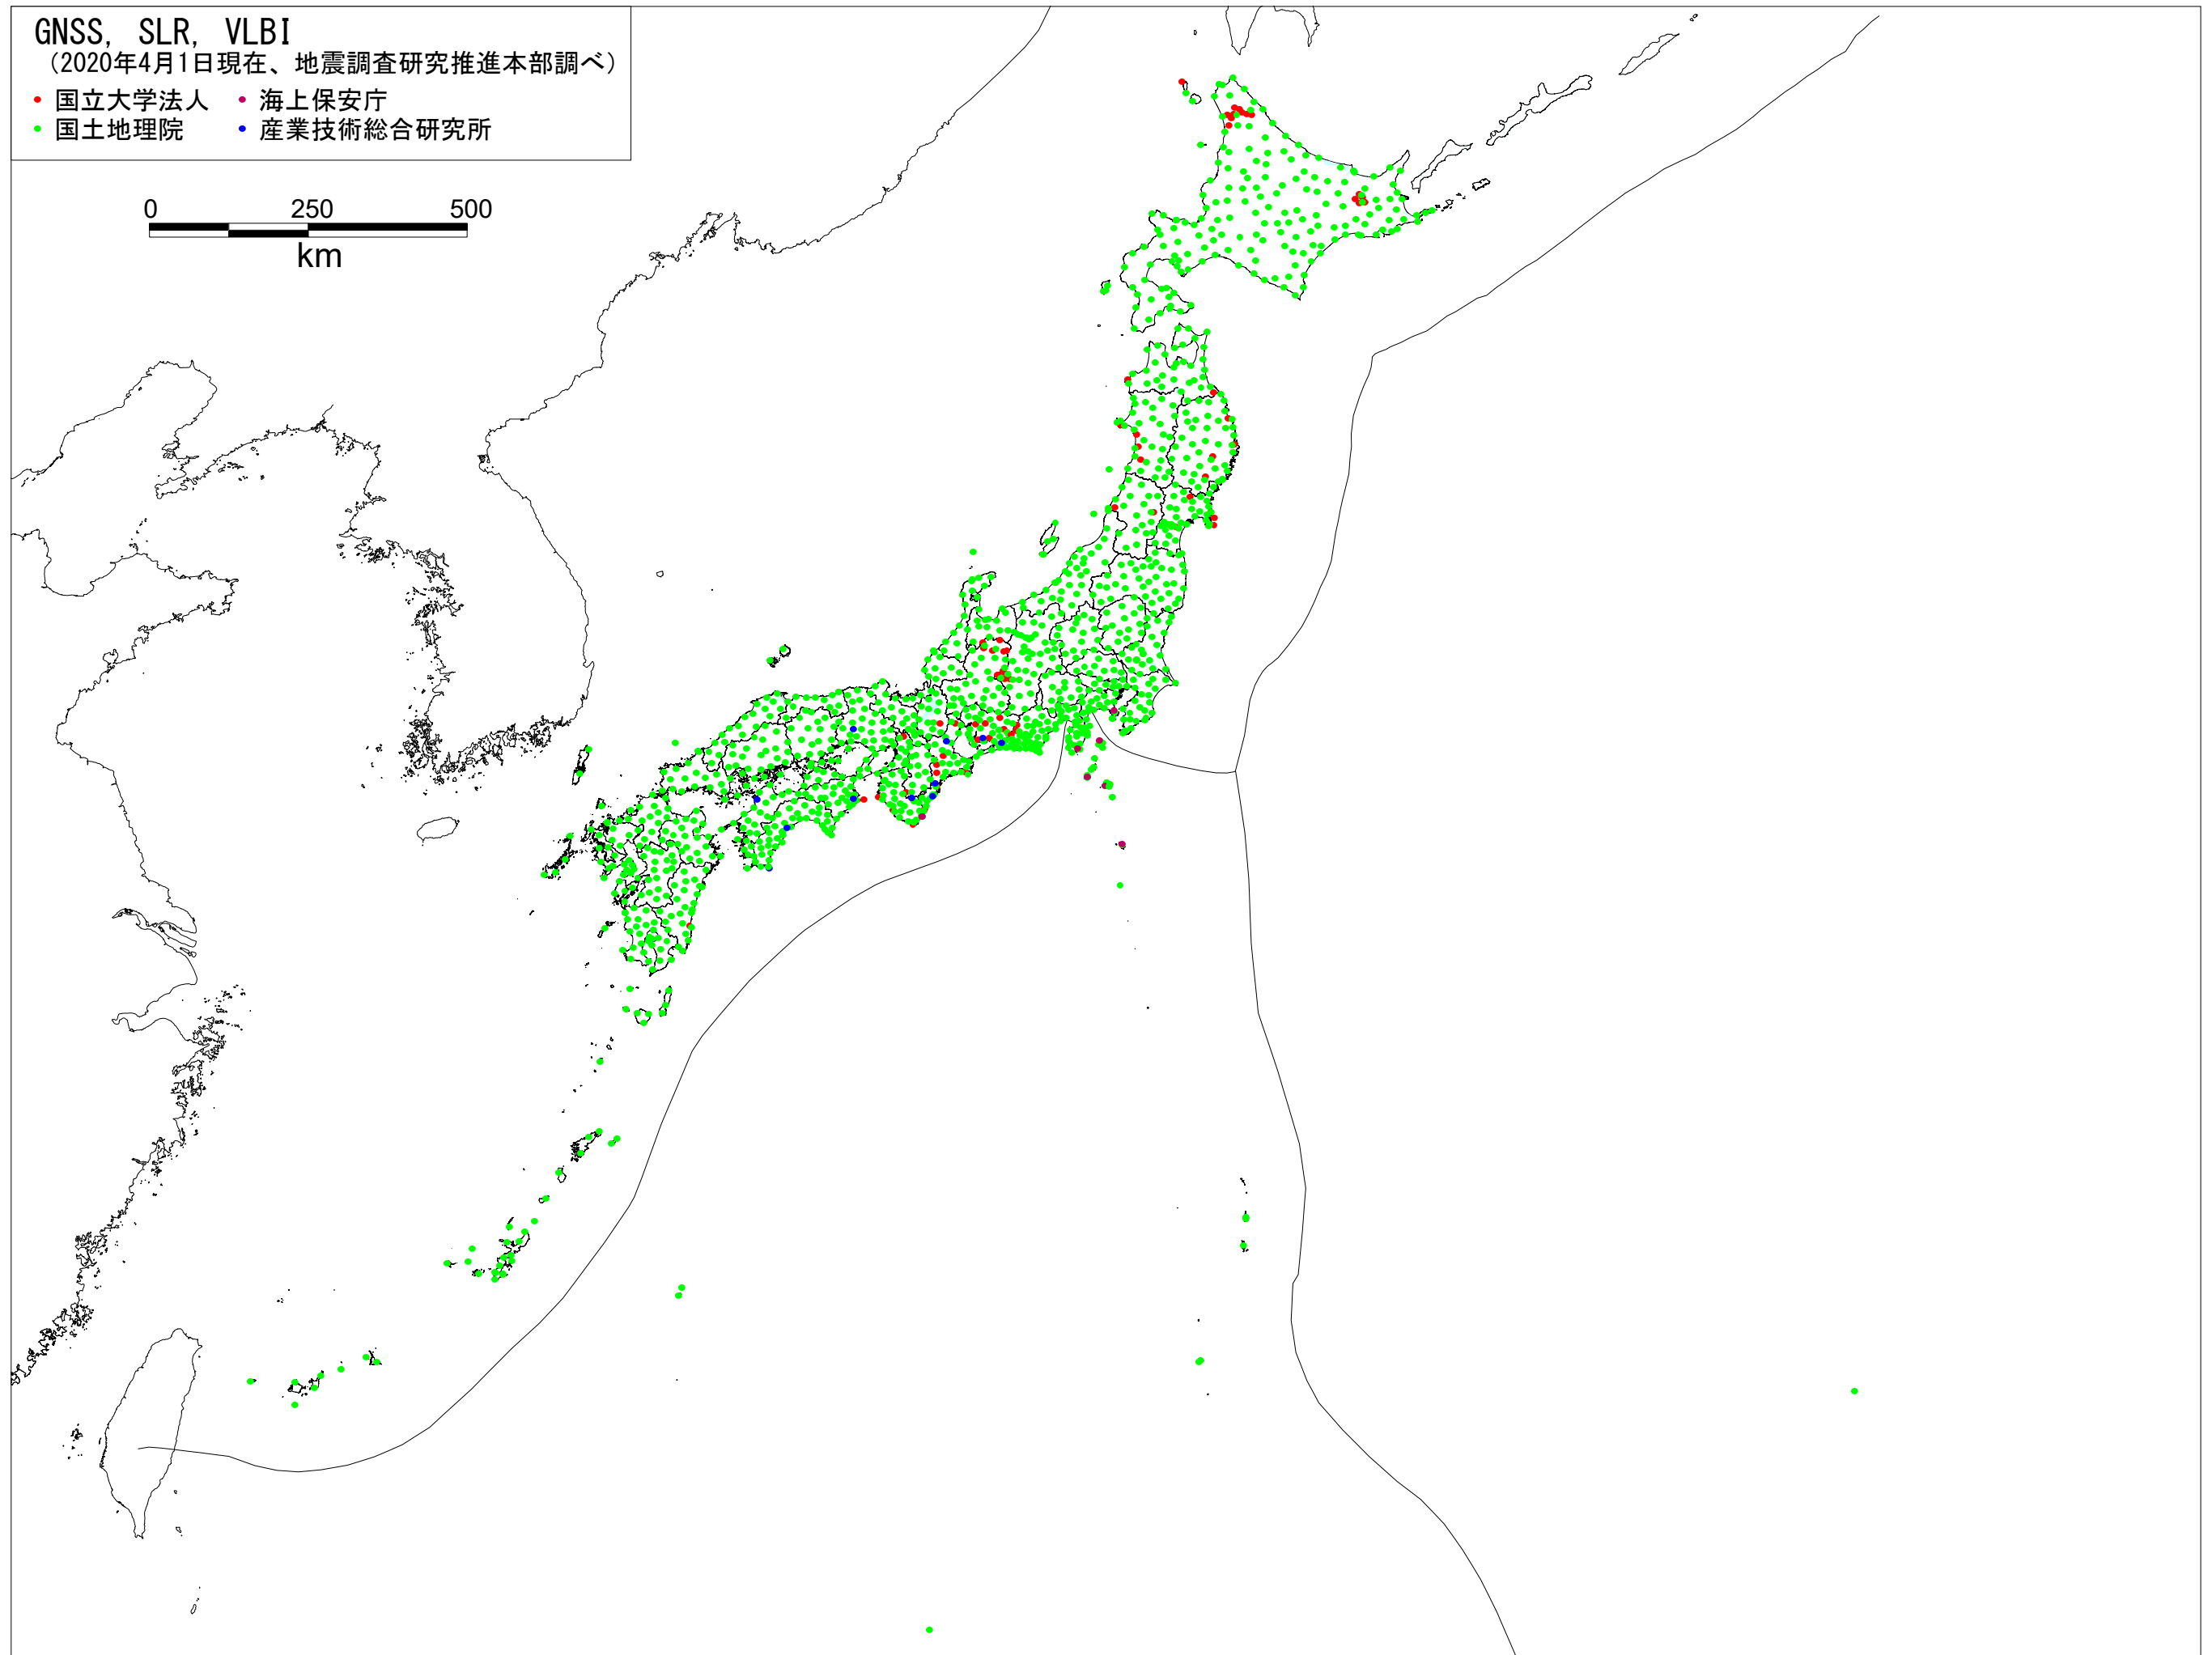 GNSS, SLR, VLBI
（2020年4月1日現在、地震調査研究推進本部調べ）
国立大学法人 海上保安庁
国土地理院 産業技術総合研究所
0 250 500
km